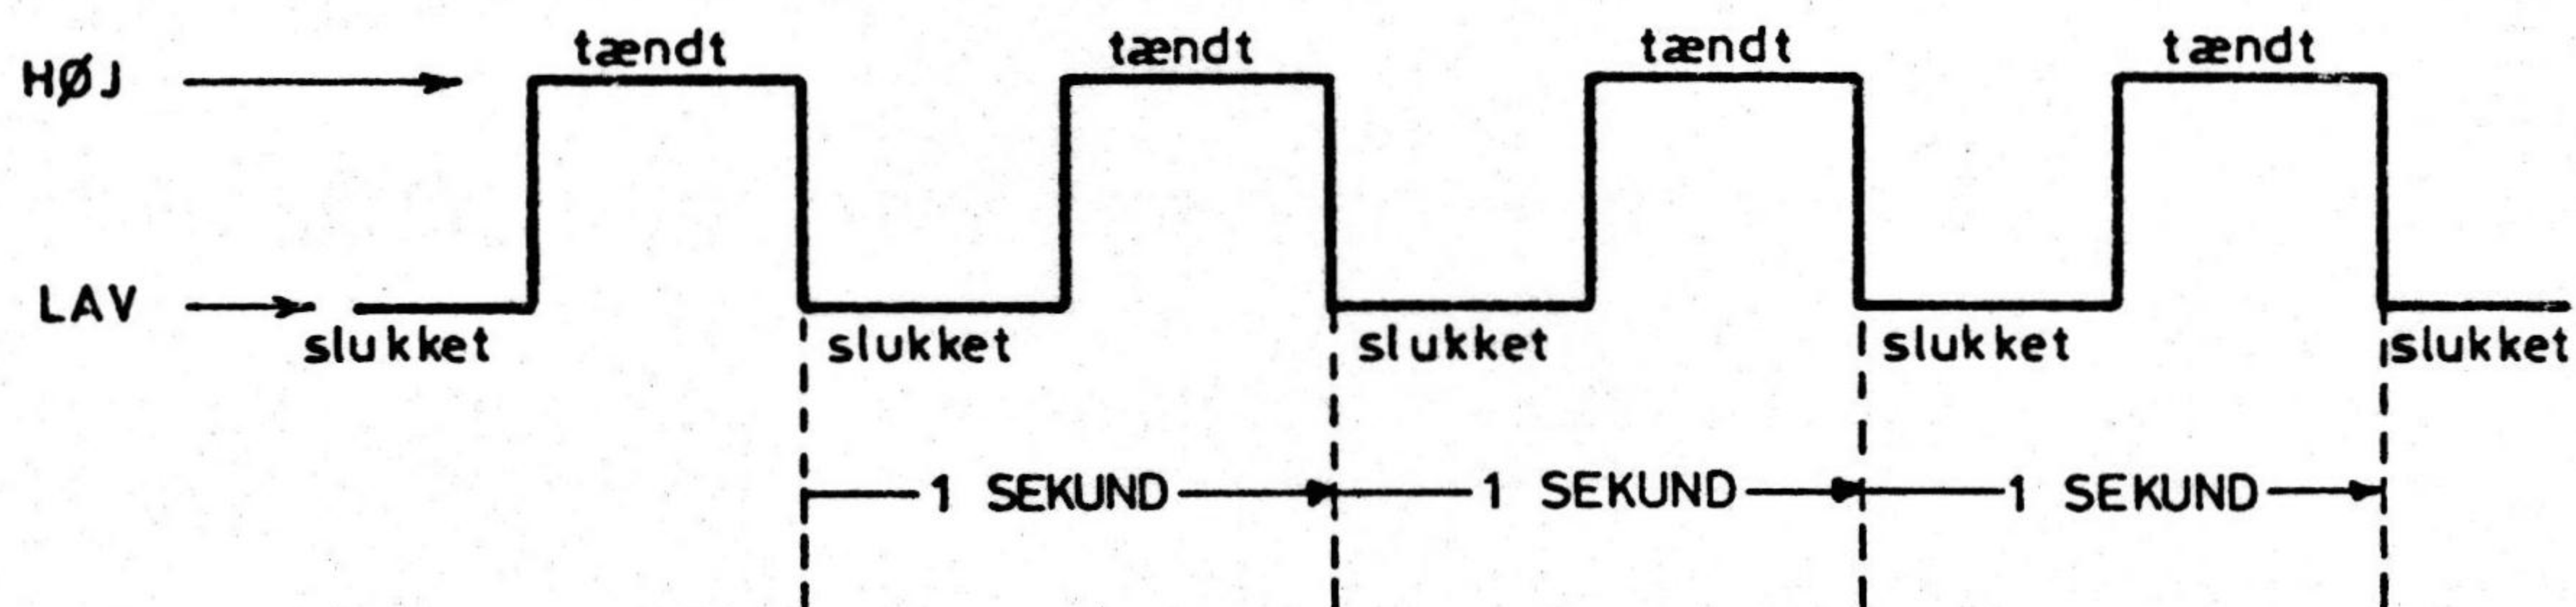 tændt tændt tændt tændt
HØJ
LAV
slukket slukket slukket slukket slukket
1 SEKUND 1 SEKUND 1 SEKUND